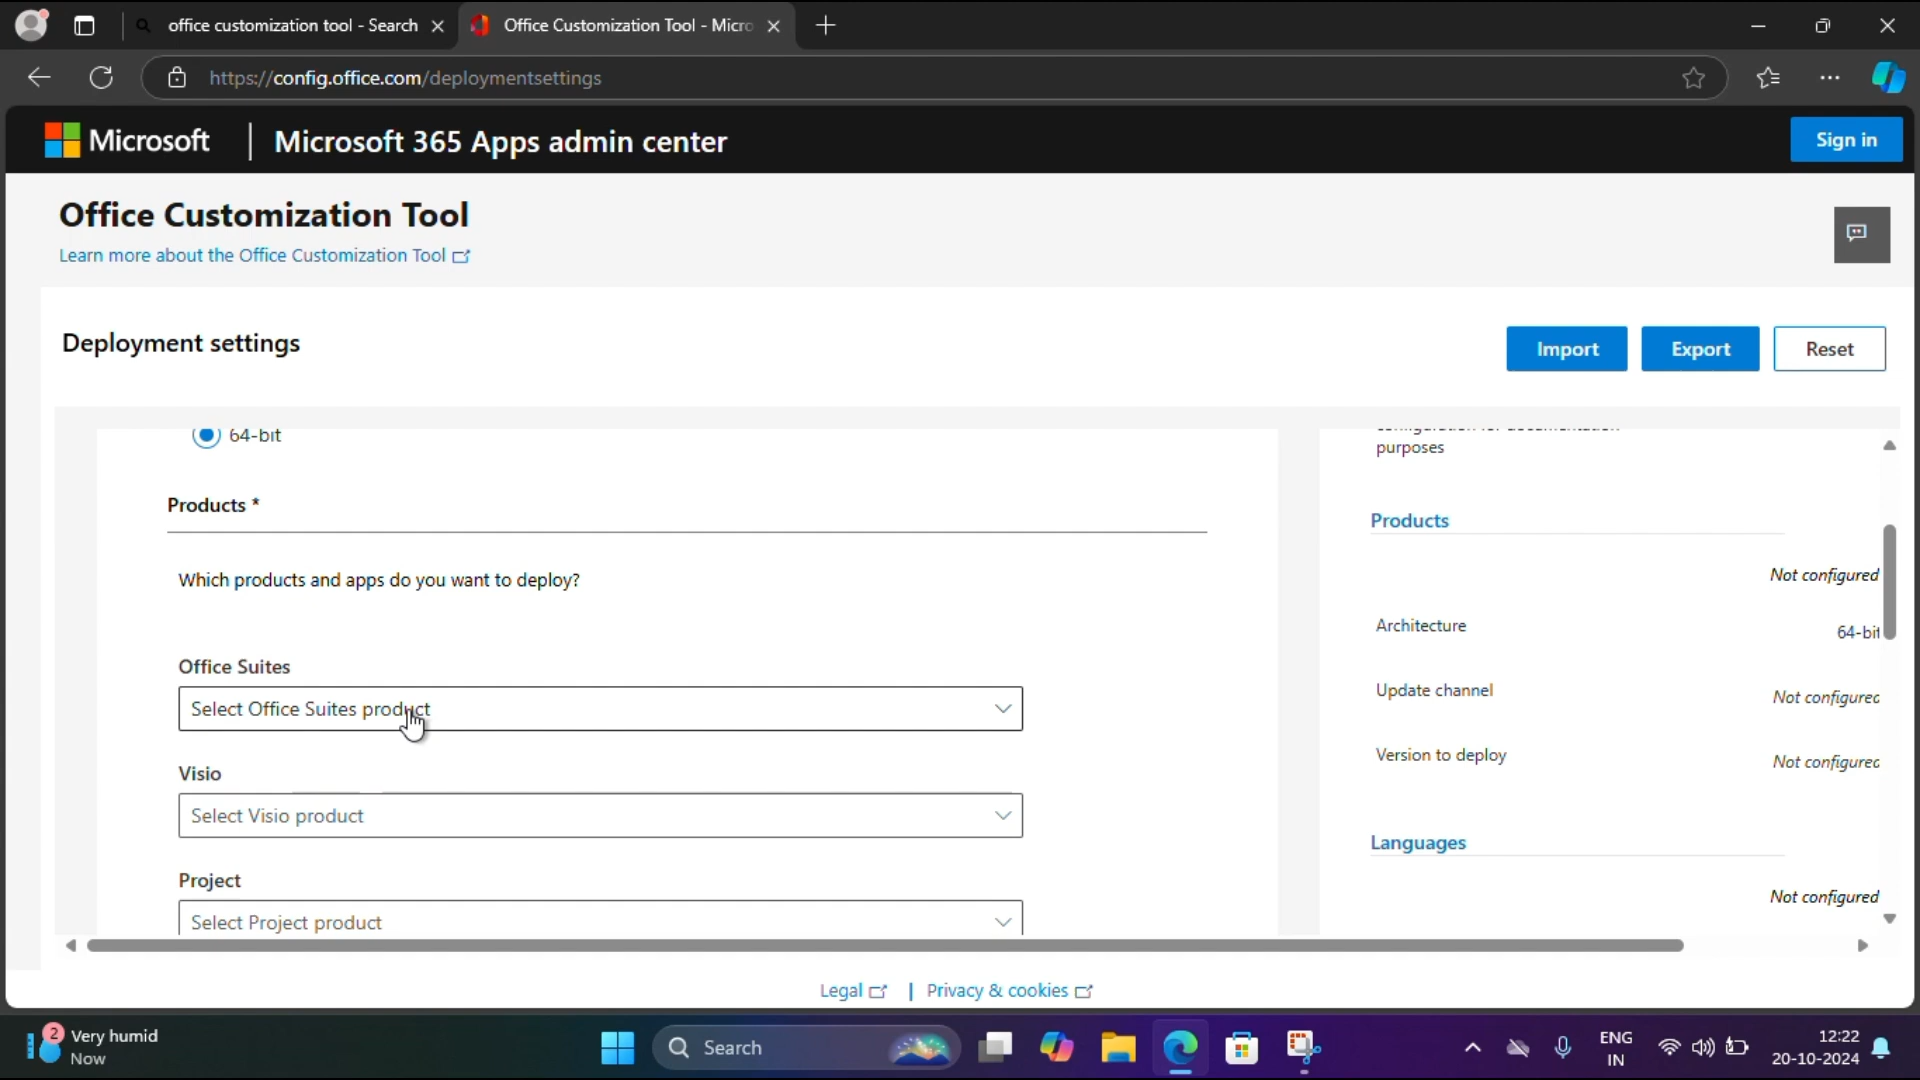 office customization tool - Search
Office Customization Tool - Micro
https://config.office.com/deploymentsettings
Microsoft | Microsoft 365 Apps admin center
Sign in
Office Customization Tool
Learn more about the Office Customization Tool
Deployment settings
Import
Export
Reset
64-bit
Products *
Which products and apps do you want to deploy?
Office Suites
Select Office Suites product
Visio
Select Visio product
Project
Select Project product
purposes
Products
Not configured
Architecture
64-bit
Update channel
Not configured
Version to deploy
Not configured
Languages
Not configured
Legal | Privacy & cookies
2
Very humid
Now
Search
ENG
IN
12:22
20-10-2024